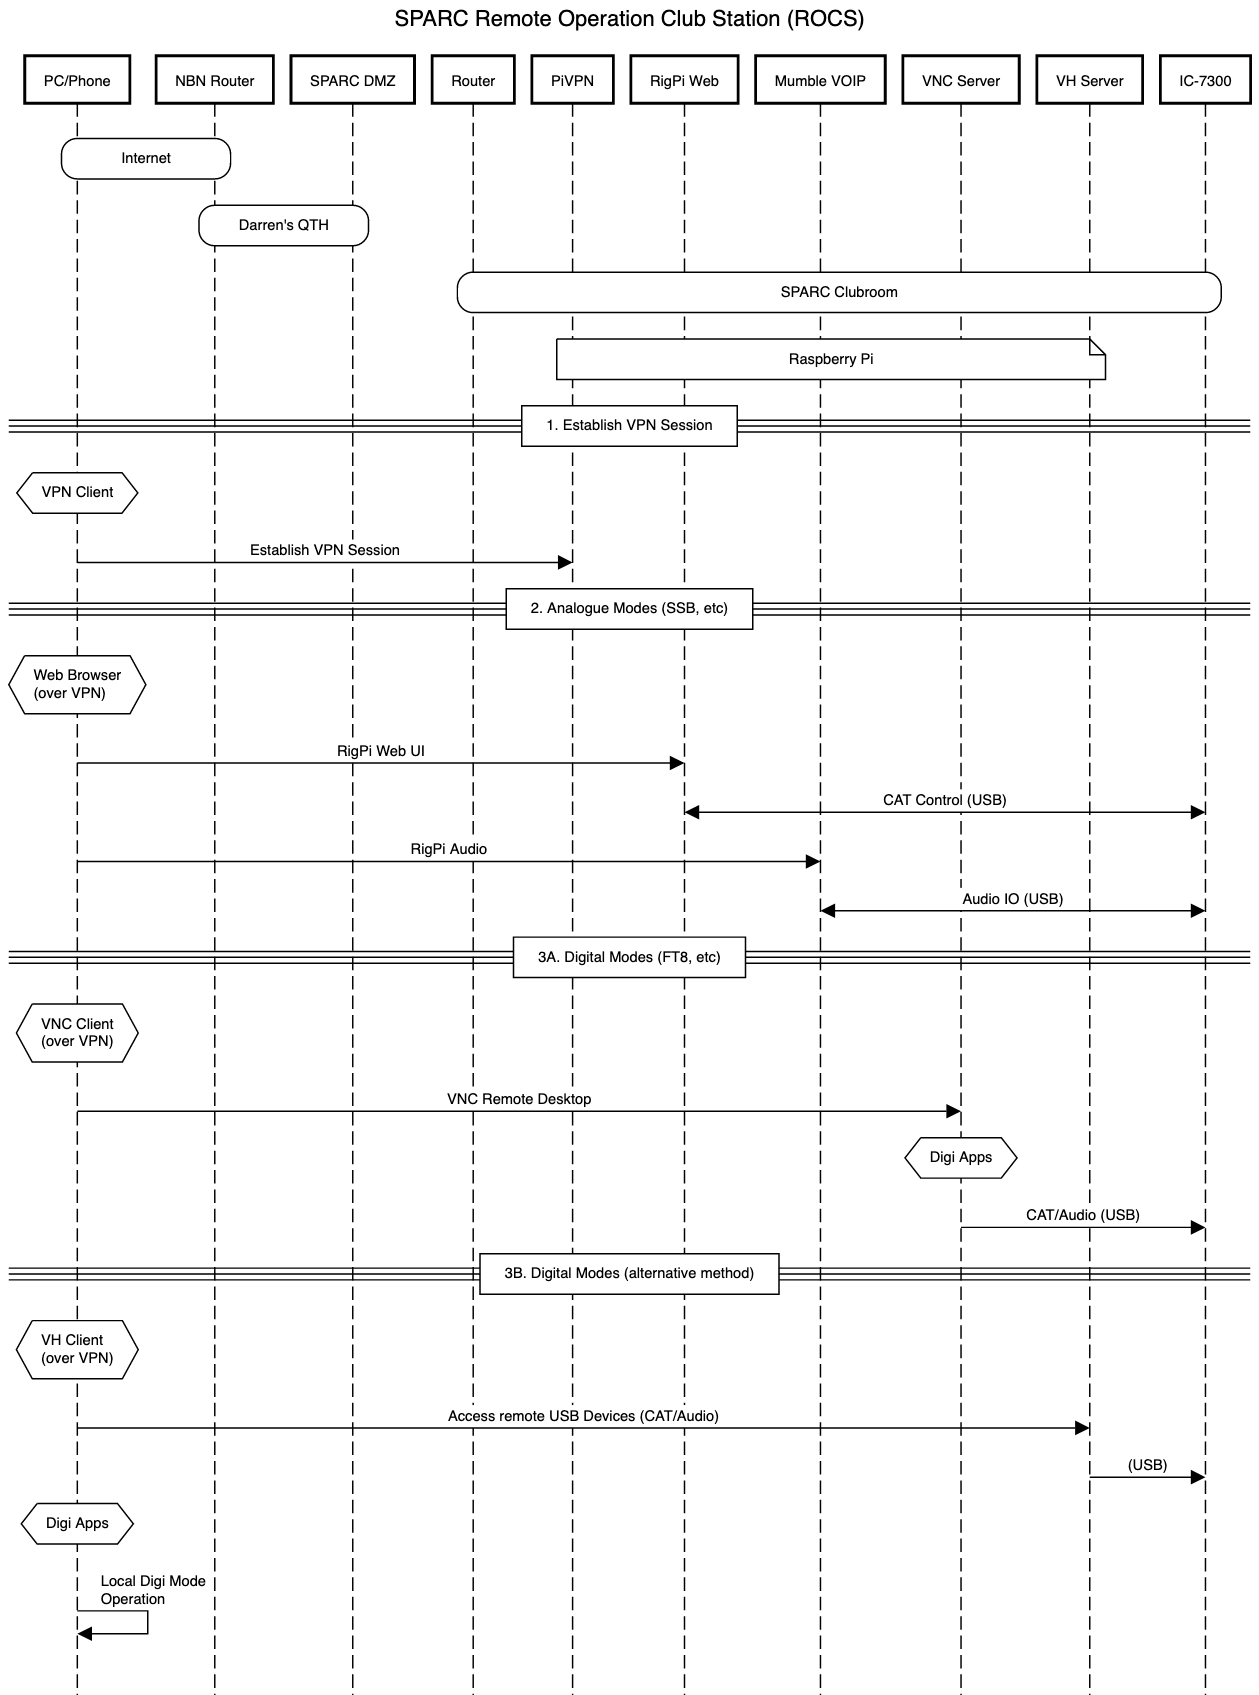 SPARC Remote Operation Club Station (ROCS)
PC/Phone
NBN Router
SPARC DMZ
Router
PiVPN
RigPi Web
Mumble VOIP
VNC Server
VH Server
IC-7300
Internet
Darren's QTH
SPARC Clubroom
Raspberry Pi
1. Establish VPN Session
VPN Client
Establish VPN Session
2. Analogue Modes (SSB, etc)
Web Browser
(over VPN)
RigPi Web UI
CAT Control (USB)
RigPi Audio
Audio IO (USB)
3A. Digital Modes (FT8, etc)
VNC Client
(over VPN)
VNC Remote Desktop
Digi Apps
CAT/Audio (USB)
3B. Digital Modes (alternative method)
VH Client
(over VPN)
Access remote USB Devices (CAT/Audio)
(USB)
Digi Apps
Local Digi Mode
Operation